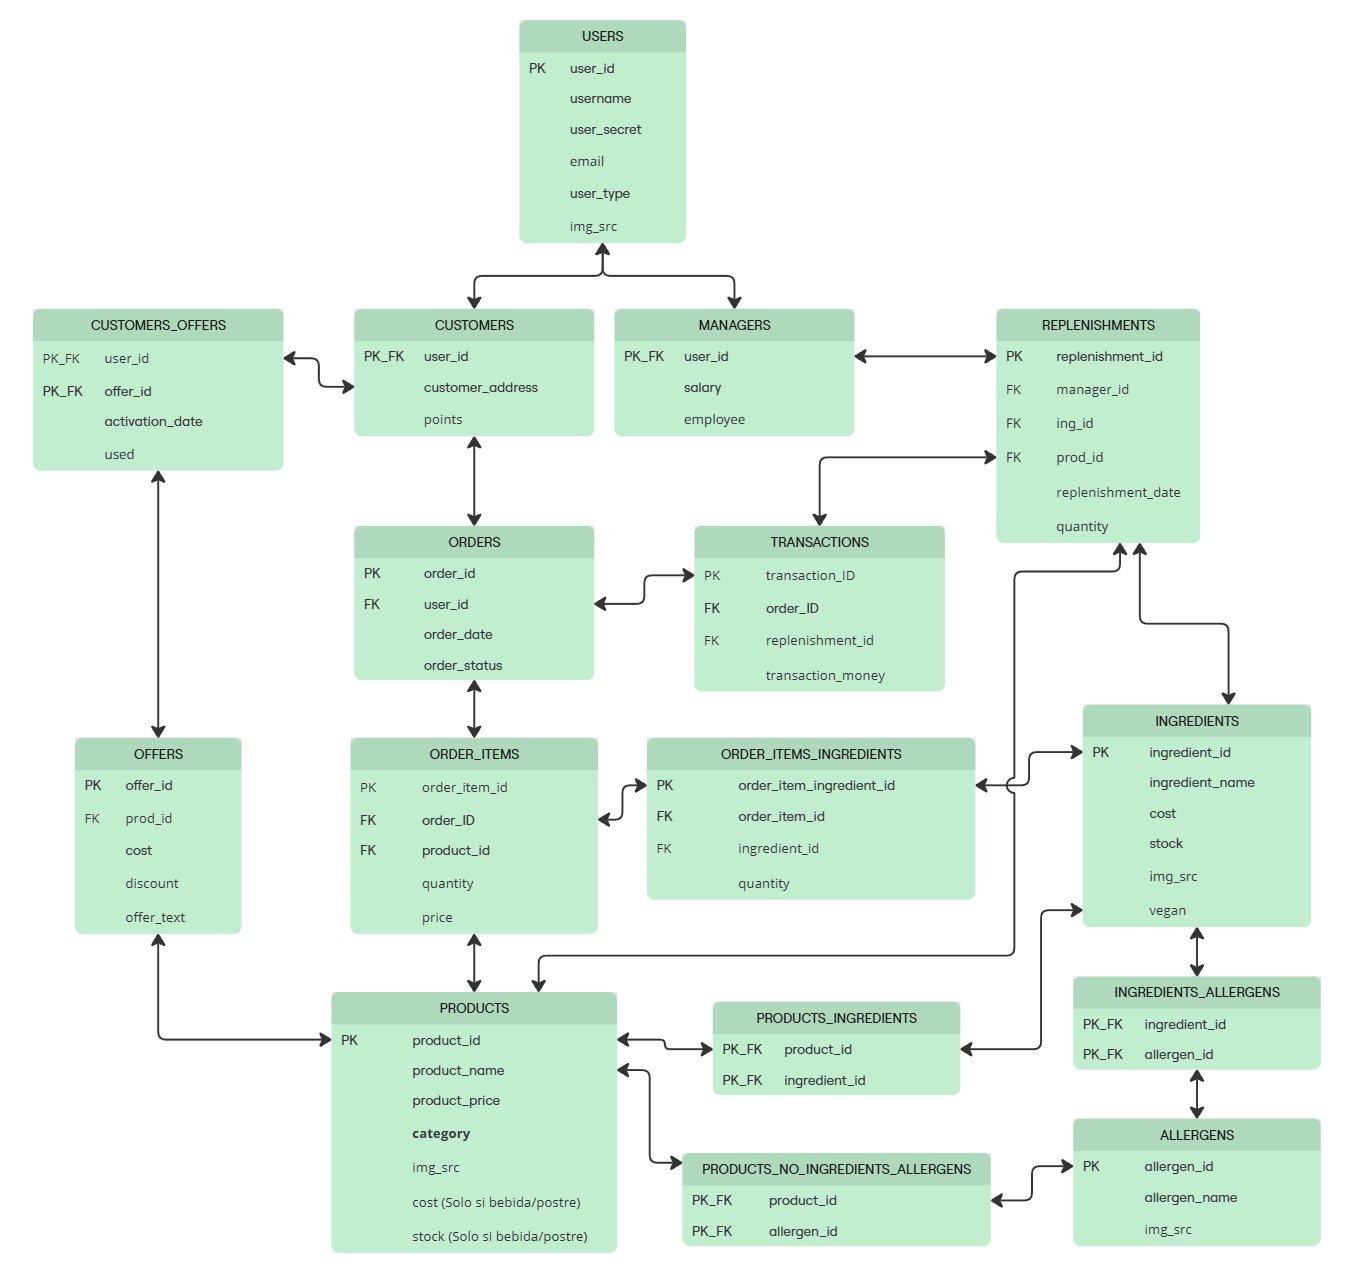 USERS
PK user_id
username
user_secret
email
user_type
img_src
CUSTOMERS_OFFERS
PK_FK user_id
PK_FK offer_id
activation_date
used
CUSTOMERS
PK_FK user_id
customer_address
points
MANAGERS
PK_FK user_id
salary
employee
REPLENISHMENTS
PK replenishment_id
FK manager_id
FK ing_id
FK prod_id
replenishment_date
quantity
ORDERS
PK order_id
FK user_id
order_date
order_status
TRANSACTIONS
PK transaction_ID
FK order_ID
FK replenishment_id
transaction_money
OFFERS
PK offer_id
FK prod_id
cost
discount
offer_text
ORDER_ITEMS
PK order_item_id
FK order_ID
FK product_id
quantity
price
ORDER_ITEMS_INGREDIENTS
PK order_item_ingredient_id
FK order_item_id
FK ingredient_id
quantity
INGREDIENTS
PK ingredient_id
ingredient_name
cost
stock
img_src
vegan
PRODUCTS
PK product_id
product_name
product_price
category
img_src
cost (Solo si bebida/postre)
stock (Solo si bebida/postre)
PRODUCTS_INGREDIENTS
PK_FK product_id
PK_FK ingredient_id
INGREDIENTS_ALLERGENS
PK_FK ingredient_id
PK_FK allergen_id
PRODUCTS_NO_INGREDIENTS_ALLERGENS
PK_FK product_id
PK_FK allergen_id
ALLERGENS
PK allergen_id
allergen_name
img_src